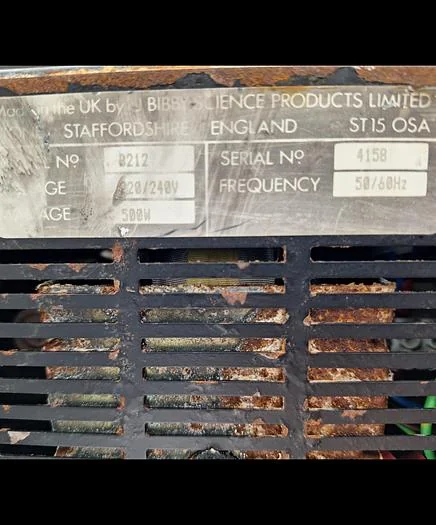 in the UK by J. BIBBY SCIENCE PRODUCTS LIMITED
STAFFORDSHIRE ENGLAND ST15 OSA
L Nº B212 SERIAL Nº 4158
GE 220/240V FREQUENCY 50/60Hz
AGE 500W